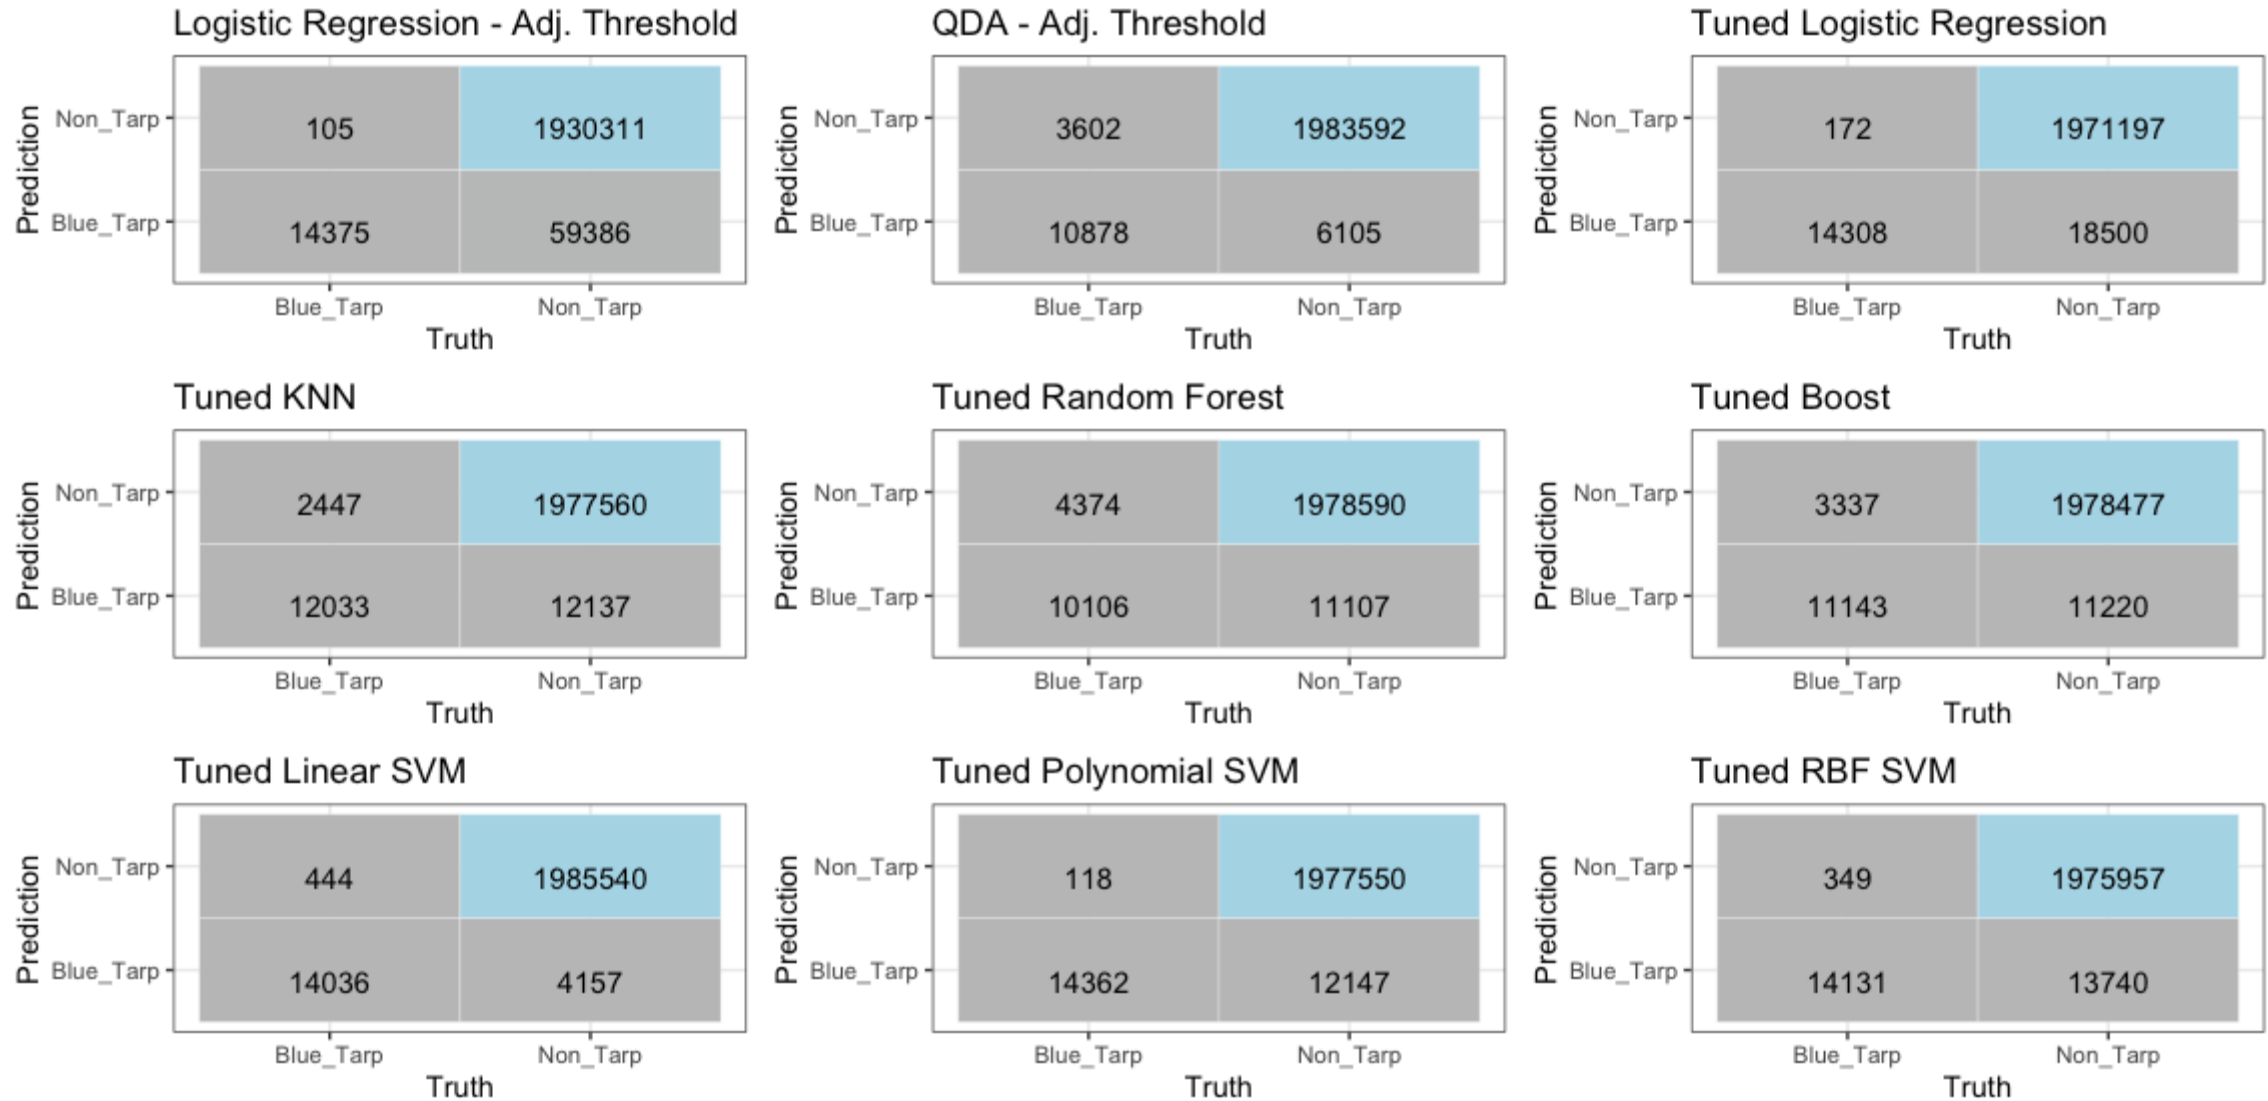 Logistic Regression - Adj. Threshold
Prediction
Non_Tarp 105 1930311
Blue_Tarp 14375 59386
Blue_Tarp Non_Tarp
Truth
QDA - Adj. Threshold
Prediction
Non_Tarp 3602 1983592
Blue_Tarp 10878 6105
Blue_Tarp Non_Tarp
Truth
Tuned Logistic Regression
Prediction
Non_Tarp 172 1971197
Blue_Tarp 14308 18500
Blue_Tarp Non_Tarp
Truth
Tuned KNN
Prediction
Non_Tarp 2447 1977560
Blue_Tarp 12033 12137
Blue_Tarp Non_Tarp
Truth
Tuned Random Forest
Prediction
Non_Tarp 4374 1978590
Blue_Tarp 10106 11107
Blue_Tarp Non_Tarp
Truth
Tuned Boost
Prediction
Non_Tarp 3337 1978477
Blue_Tarp 11143 11220
Blue_Tarp Non_Tarp
Truth
Tuned Linear SVM
Prediction
Non_Tarp 444 1985540
Blue_Tarp 14036 4157
Blue_Tarp Non_Tarp
Truth
Tuned Polynomial SVM
Prediction
Non_Tarp 118 1977550
Blue_Tarp 14362 12147
Blue_Tarp Non_Tarp
Truth
Tuned RBF SVM
Prediction
Non_Tarp 349 1975957
Blue_Tarp 14131 13740
Blue_Tarp Non_Tarp
Truth